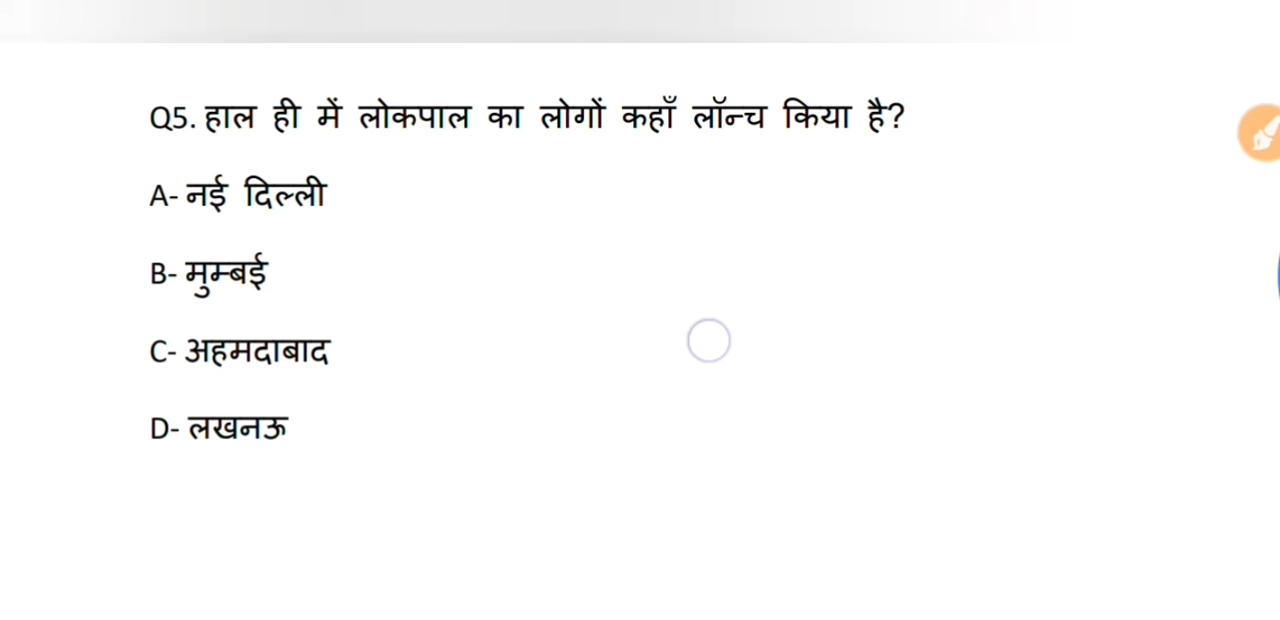 Q5. हाल ही में लोकपाल का लोगों कहाँ लॉन्च किया है?
A- नई दिल्ली
B- मुम्बई
C- अहमदाबाद
D- लखनऊ